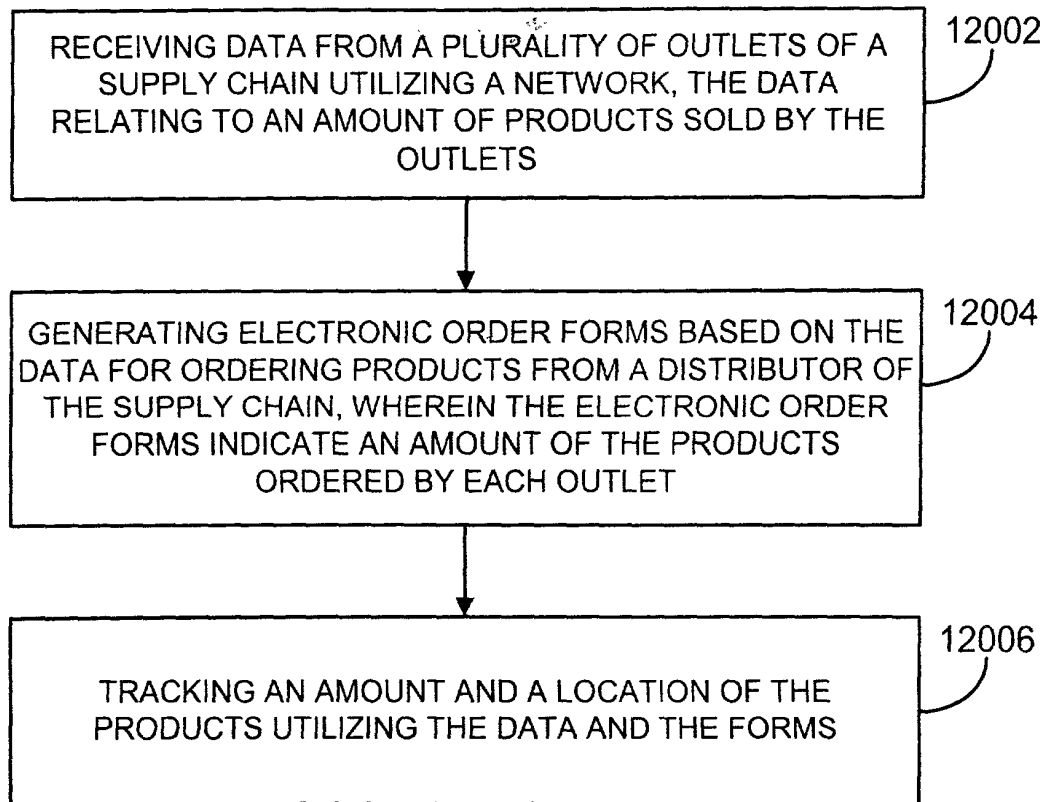 RECEIVING DATA FROM A PLURALITY OF OUTLETS OF A
SUPPLY CHAIN UTILIZING A NETWORK, THE DATA
RELATING TO AN AMOUNT OF PRODUCTS SOLD BY THE
OUTLETS
12002
GENERATING ELECTRONIC ORDER FORMS BASED ON THE
DATA FOR ORDERING PRODUCTS FROM A DISTRIBUTOR OF
THE SUPPLY CHAIN, WHEREIN THE ELECTRONIC ORDER
FORMS INDICATE AN AMOUNT OF THE PRODUCTS
ORDERED BY EACH OUTLET
12004
TRACKING AN AMOUNT AND A LOCATION OF THE
PRODUCTS UTILIZING THE DATA AND THE FORMS
12006